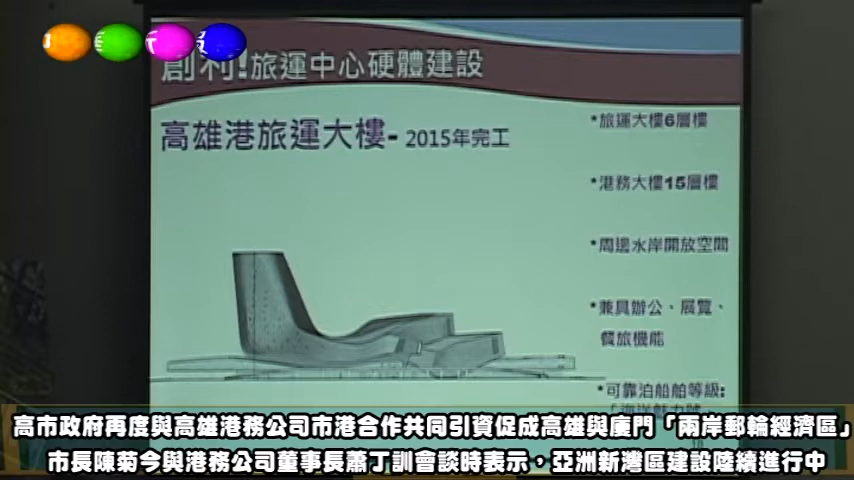 創利!旅運中心硬體建設
高雄港旅運大樓- 2015年完工
*旅運大樓6層樓
*港務大樓15層樓
*周邊水岸開放空間
*兼具辦公、展覽、
餐旅機能
*可靠泊船舶等級:
高市政府再度與高雄港務公司市港合作共同引資促成高雄與廈門「兩岸郵輪經濟區」
市長陳菊今與港務公司董事長蕭丁訓會談時表示，亞洲新灣區建設陸續進行中